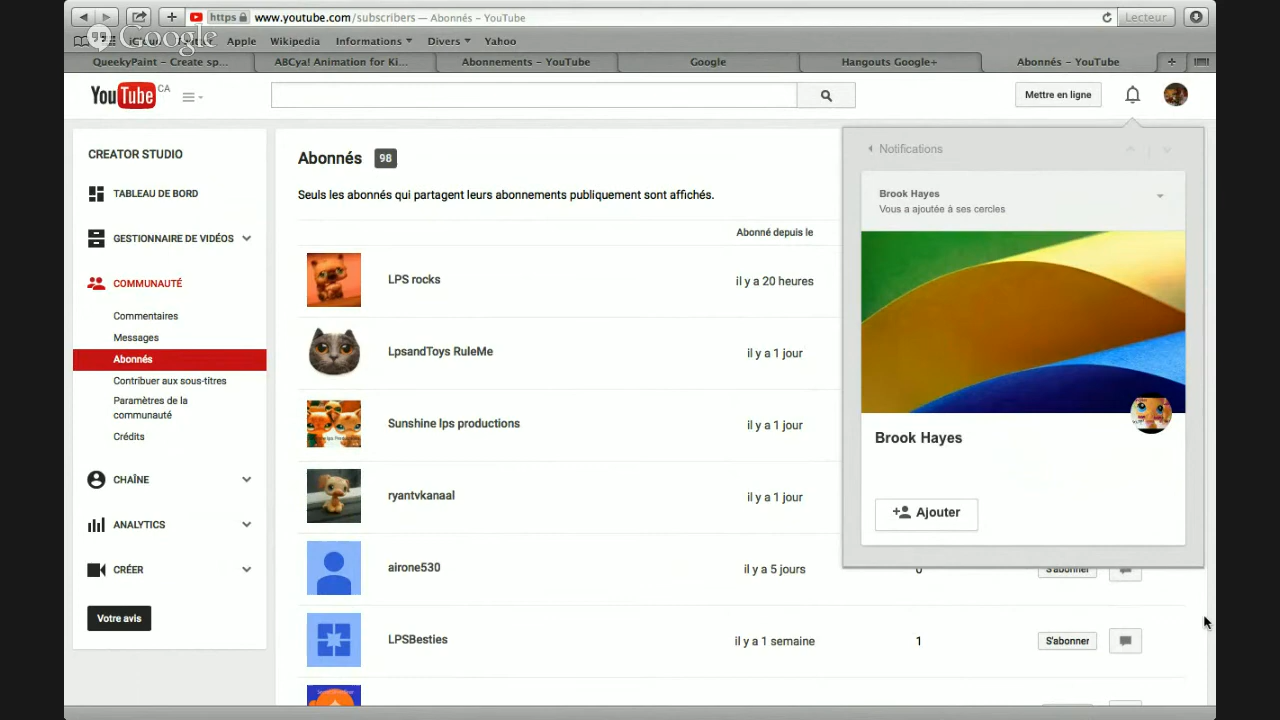 https www.youtube.com/subscribers — Abonnés – YouTube
Lecteur
Google
Apple Wikipedia Informations Divers Yahoo
QueekyPaint – Create sp... ABCya! Animation for Ki... Abonnements – YouTube Google Hangouts Google+ Abonnés – YouTube
YouTube CA
Mettre en ligne
CREATOR STUDIO
TABLEAU DE BORD
GESTIONNAIRE DE VIDÉOS
COMMUNAUTÉ
Commentaires
Messages
Abonnés
Contribuer aux sous-titres
Paramètres de la
communauté
Crédits
CHAÎNE
ANALYTICS
CRÉER
Votre avis
Abonnés 98
Seuls les abonnés qui partagent leurs abonnements publiquement sont affichés.
Abonné depuis le
LPS rocks il y a 20 heures
LpsandToys RuleMe il y a 1 jour
Sunshine lps productions il y a 1 jour
ryantvkanaal il y a 1 jour
airone530 il y a 5 jours 0 S'abonner
LPSBesties il y a 1 semaine 1 S'abonner
Notifications
Brook Hayes
Vous a ajoutée à ses cercles
Brook Hayes
Ajouter